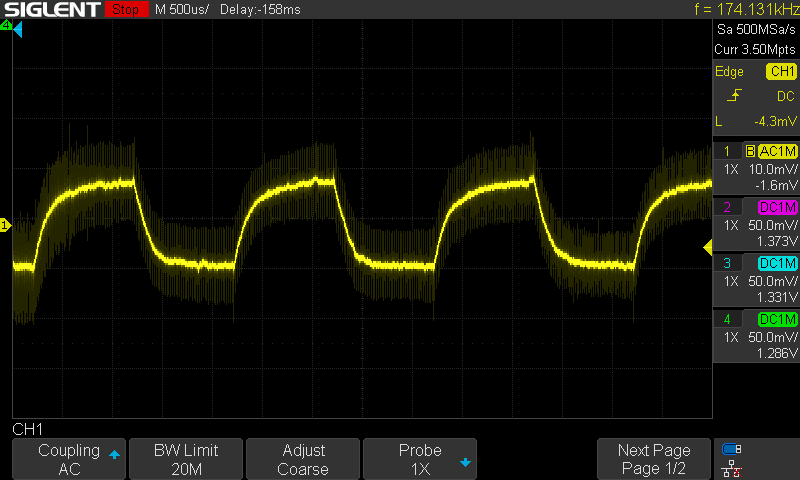 SIGLENT Stop M 500us/ Delay:-158ms f = 174.131kHz
Sa 500MSa/s
Curr 3.50Mpts
4
Edge CH1
DC
L -4.3mV
1 B AC1M
1X 10.0mV/
-1.6mV
2 DC1M
1X 50.0mV/
1.373V
1
3 DC1M
1X 50.0mV/
1.331V
4 DC1M
1X 50.0mV/
1.286V
CH1
Coupling
AC
BW Limit
20M
Adjust
Coarse
Probe
1X
Next Page
Page 1/2